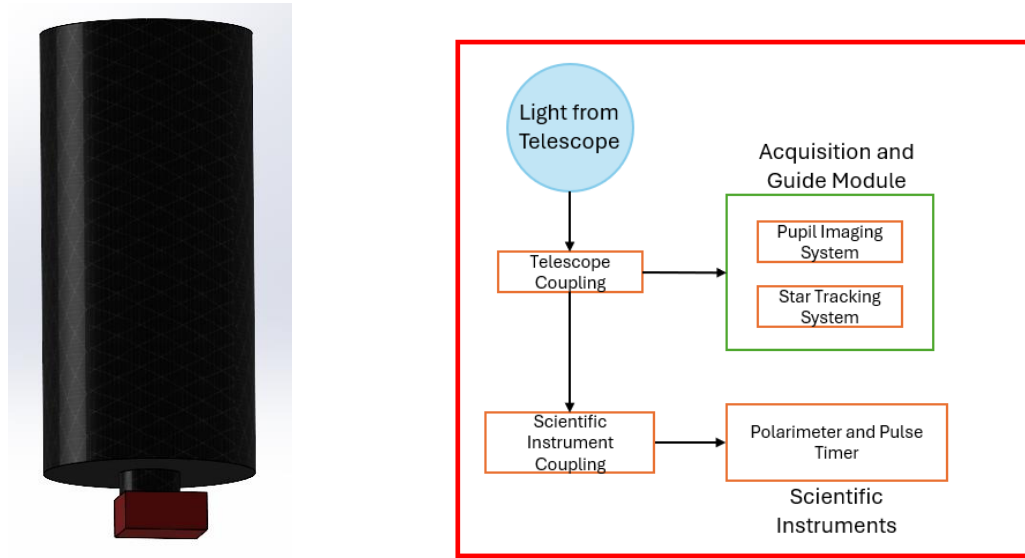 Light from
Telescope
Acquisition and
Guide Module
Pupil Imaging
System
Telescope
Coupling
Star Tracking
System
Scientific
Instrument
Coupling
Polarimeter and Pulse
Timer
Scientific
Instruments